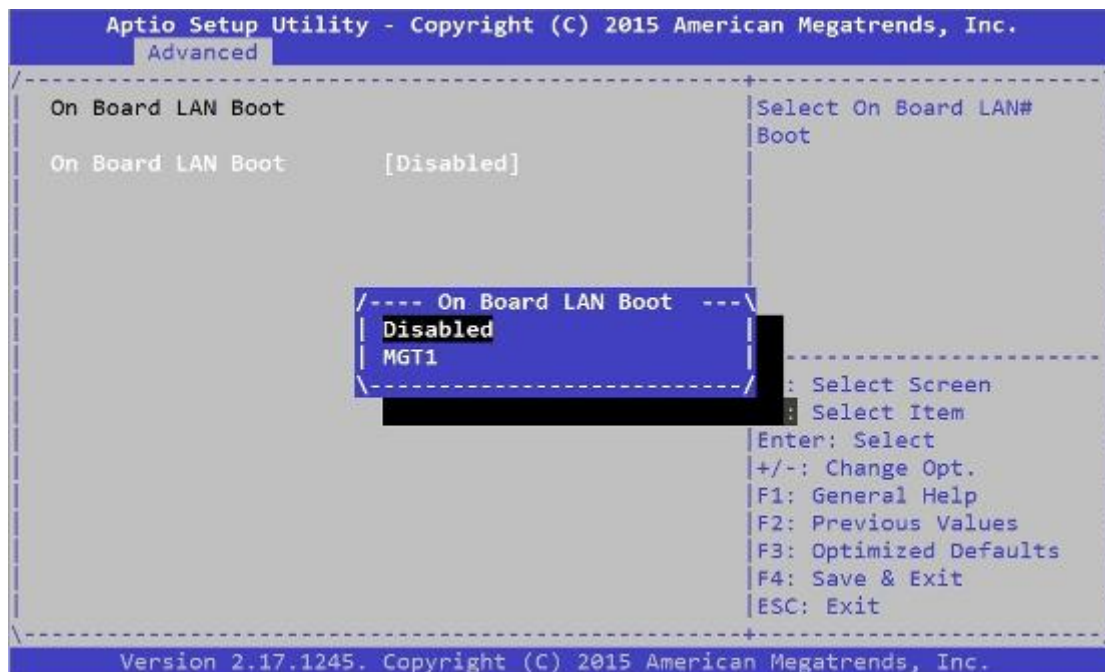 Aptio Setup Utility - Copyright (C) 2015 American Megatrends, Inc.
Advanced
On Board LAN Boot
On Board LAN Boot [Disabled]
Select On Board LAN#
Boot
/---- On Board LAN Boot ---\
Disabled
MGT1
: Select Screen
: Select Item
Enter: Select
+/-: Change Opt.
F1: General Help
F2: Previous Values
F3: Optimized Defaults
F4: Save & Exit
ESC: Exit
Version 2.17.1245. Copyright (C) 2015 American Megatrends, Inc.